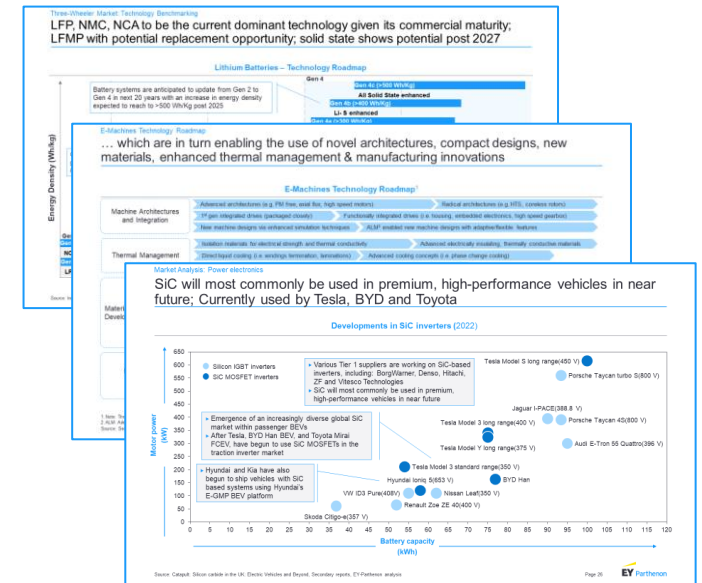 Three-Wheeler Market Technology Benchmarking
LFP, NMC, NCA to be the current dominant technology given its commercial maturity;
LFMP with potential replacement opportunity; solid state shows potential post 2027
Lithium Batteries – Technology Roadmap
Gen 4
Gen 4c (>500 Wh/Kg)
All Solid State enhanced
Gen 4b (>400 Wh/Kg)
Li- S enhanced
Gen 4a (>300 Wh/Kg)
Battery systems are anticipated to update from Gen 2 to
Gen 4 in next 20 years with an increase in energy density
expected to reach to >500 Wh/Kg post 2025
Energy Density (Wh/kg)
E-Machines Technology Roadmap
… which are in turn enabling the use of novel architectures, compact designs, new
materials, enhanced thermal management & manufacturing innovations
E-Machines Technology Roadmap¹
Machine Architectures
and Integration
Advanced architectures (e.g. PM free, axial flux, high speed motors)
Radical architectures (e.g. HTS, coreless rotors)
1st gen integrated drives (packaged closely)
Functionally integrated drives (i.e. housing, embedded electronics, high speed gearbox)
New machine designs via enhanced simulation techniques
ALM² enabled new machine designs with adaptive/flexible features
Thermal Management
Isolation materials for electrical strength and thermal conductivity
Advanced electrically insulating, thermally conductive materials
Direct liquid cooling (i.e. windings termination, laminations)
Advanced cooling concepts (i.e. phase change cooling)
Market Analysis: Power electronics
SiC will most commonly be used in premium, high-performance vehicles in near
future; Currently used by Tesla, BYD and Toyota
Developments in SiC inverters (2022)
Silicon IGBT inverters
SiC MOSFET inverters
Various Tier 1 suppliers are working on SiC-based
inverters, including: BorgWarner, Denso, Hitachi,
ZF and Vitesco Technologies
SiC will most commonly be used in premium,
high-performance vehicles in near future
Emergence of an increasingly diverse global SiC
market within passenger BEVs
After Tesla, BYD Han BEV, and Toyota Mirai
FCEV, have begun to use SiC MOSFETs in the
traction inverter market
Hyundai and Kia have also
begun to ship vehicles with SiC
based systems using Hyundai's
E-GMP BEV platform
Tesla Model S long range(450 V)
Porsche Taycan turbo S(800 V)
Jaguar I-PACE(388.8 V)
Tesla Model 3 long range(400 V)
Porsche Taycan 4S(800 V)
Tesla Model Y long range(375 V)
Audi E-Tron 55 Quattro(396 V)
Tesla Model 3 standard range(350 V)
Hyundai Ioniq 5(653 V)
BYD Han
VW ID3 Pure(408V)
Nissan Leaf(350 V)
Renault Zoe ZE 40(400 V)
Skoda Citigo-e(357 V)
Motor power
(kW)
650
600
550
500
450
400
350
300
250
200
150
100
50
0
0 5 10 15 20 25 30 35 40 45 50 55 60 65 70 75 80 85 90 95 100 105 110 115 120
Battery capacity
(kWh)
Source: Catapult: Silicon carbide in the UK: Electric Vehicles and Beyond, Secondary reports, EY-Parthenon analysis
Page 26
EY Parthenon